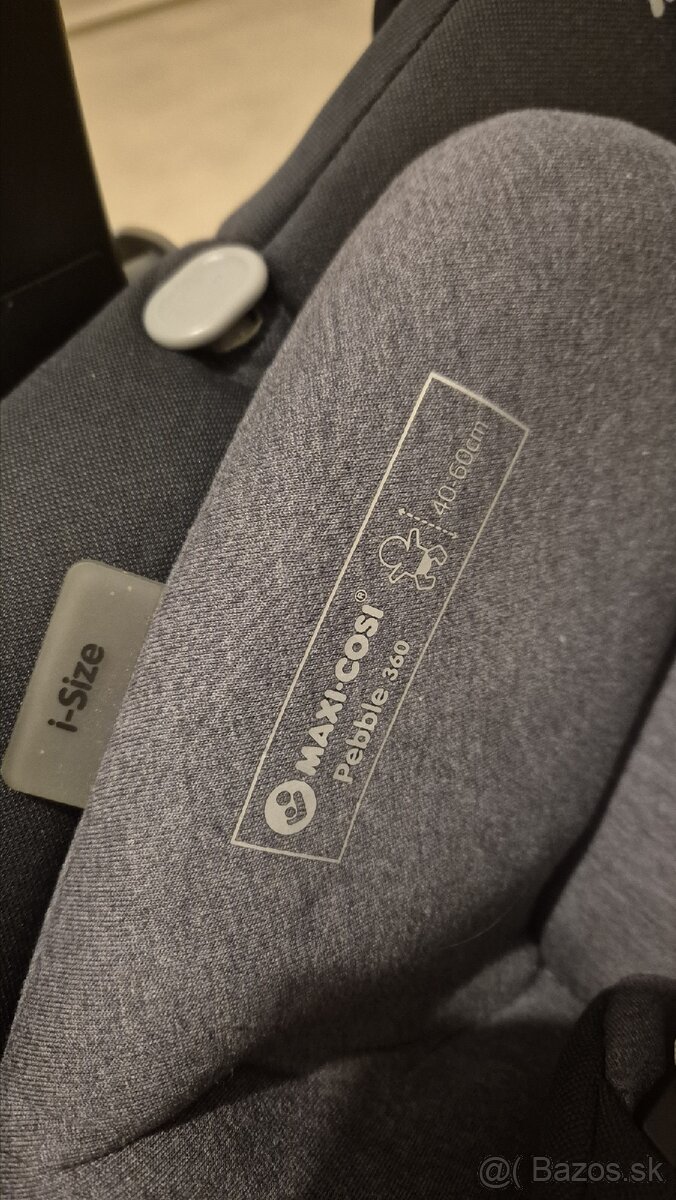 MAXI-COSI®
Pebble 360
40-60cm
i-Size
@( Bazos.sk